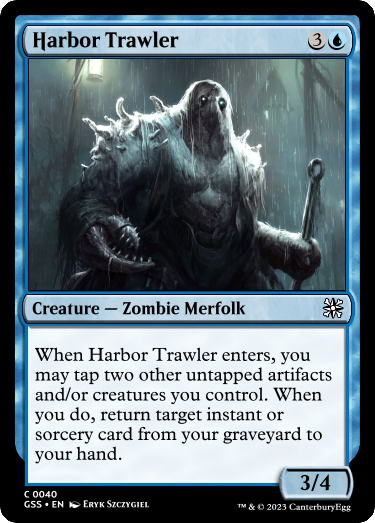 Harbor Trawler 3
Creature — Zombie Merfolk
When Harbor Trawler enters, you
may tap two other untapped artifacts
and/or creatures you control. When
you do, return target instant or
sorcery card from your graveyard to
your hand.
3/4
C 0040
GSS • EN Eryk Szczygiel
™ & © 2023 CanterburyEgg